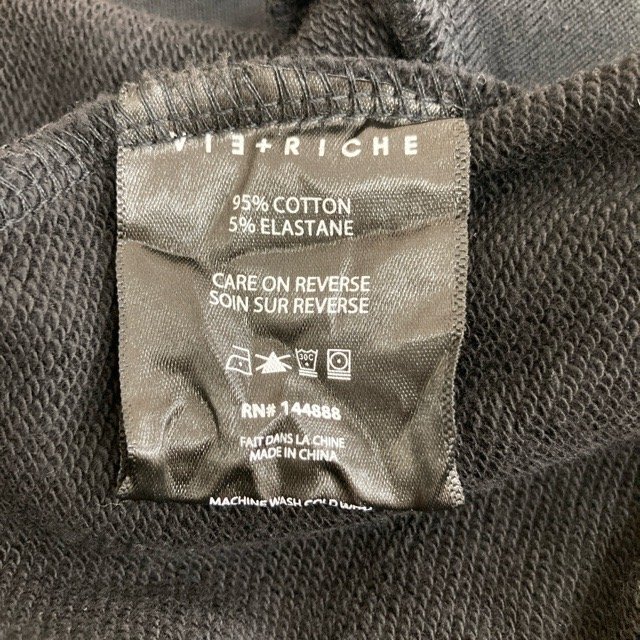 VIE+RICHE
95% COTTON
5% ELASTANE
CARE ON REVERSE
SOIN SUR REVERSE
30C
RN# 144888
FAIT DANS LA CHINE
MADE IN CHINA
MACHINE WASH COLD